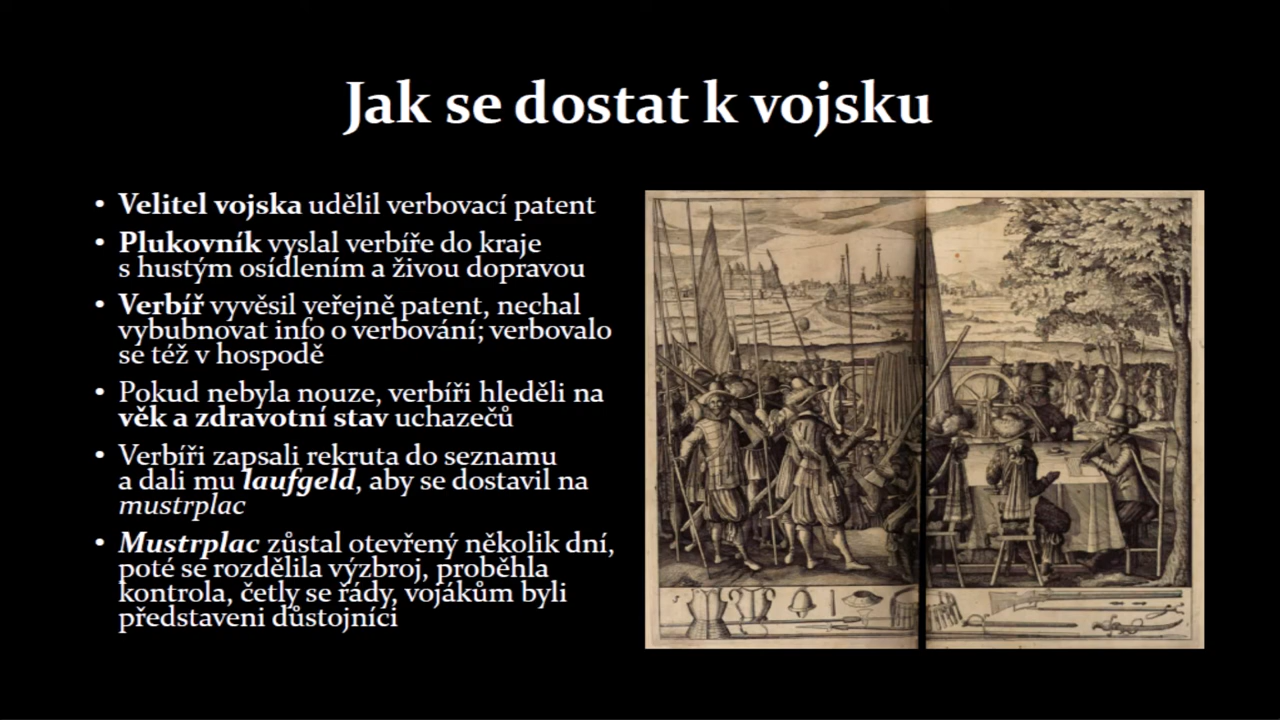 Jak se dostat k vojsku
• Velitel vojska udělil verbovací patent
• Plukovník vyslal verbíře do kraje
s hustým osídlením a živou dopravou
• Verbíř vyvěsil veřejně patent, nechal
vybubnovat info o verbování; verbovalo
se též v hospodě
• Pokud nebyla nouze, verbíři hleděli na
věk a zdravotní stav uchazečů
• Verbíři zapsali rekruta do seznamu
a dali mu laufgeld, aby se dostavil na
mustrplac
• Mustrplac zůstal otevřený několik dní,
poté se rozdělila výzbroj, proběhla
kontrola, četly se řády, vojákům byli
představeni důstojníci